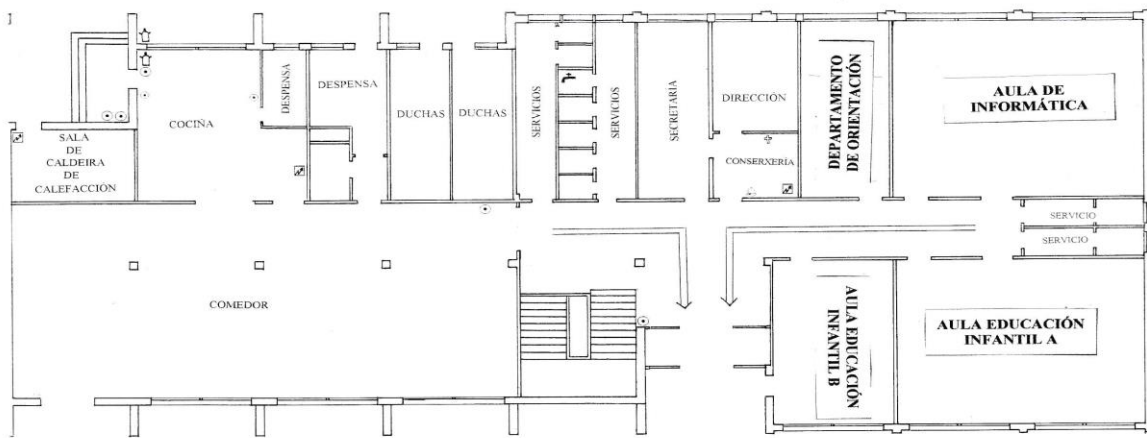 SALA
DE
CALDEIRA
DE
CALEFACCIÓN
COCIÑA
DESPENSA
DESPENSA
DUCHAS
DUCHAS
SERVICIOS
SERVICIOS
SECRETARIA
DIRECCIÓN
CONSERXERÍA
DEPARTAMENTO
DE ORIENTACIÓN
AULA DE
INFORMÁTICA
SERVICIO
SERVICIO
COMEDOR
AULA EDUCACIÓN
INFANTIL B
AULA EDUCACIÓN
INFANTIL A